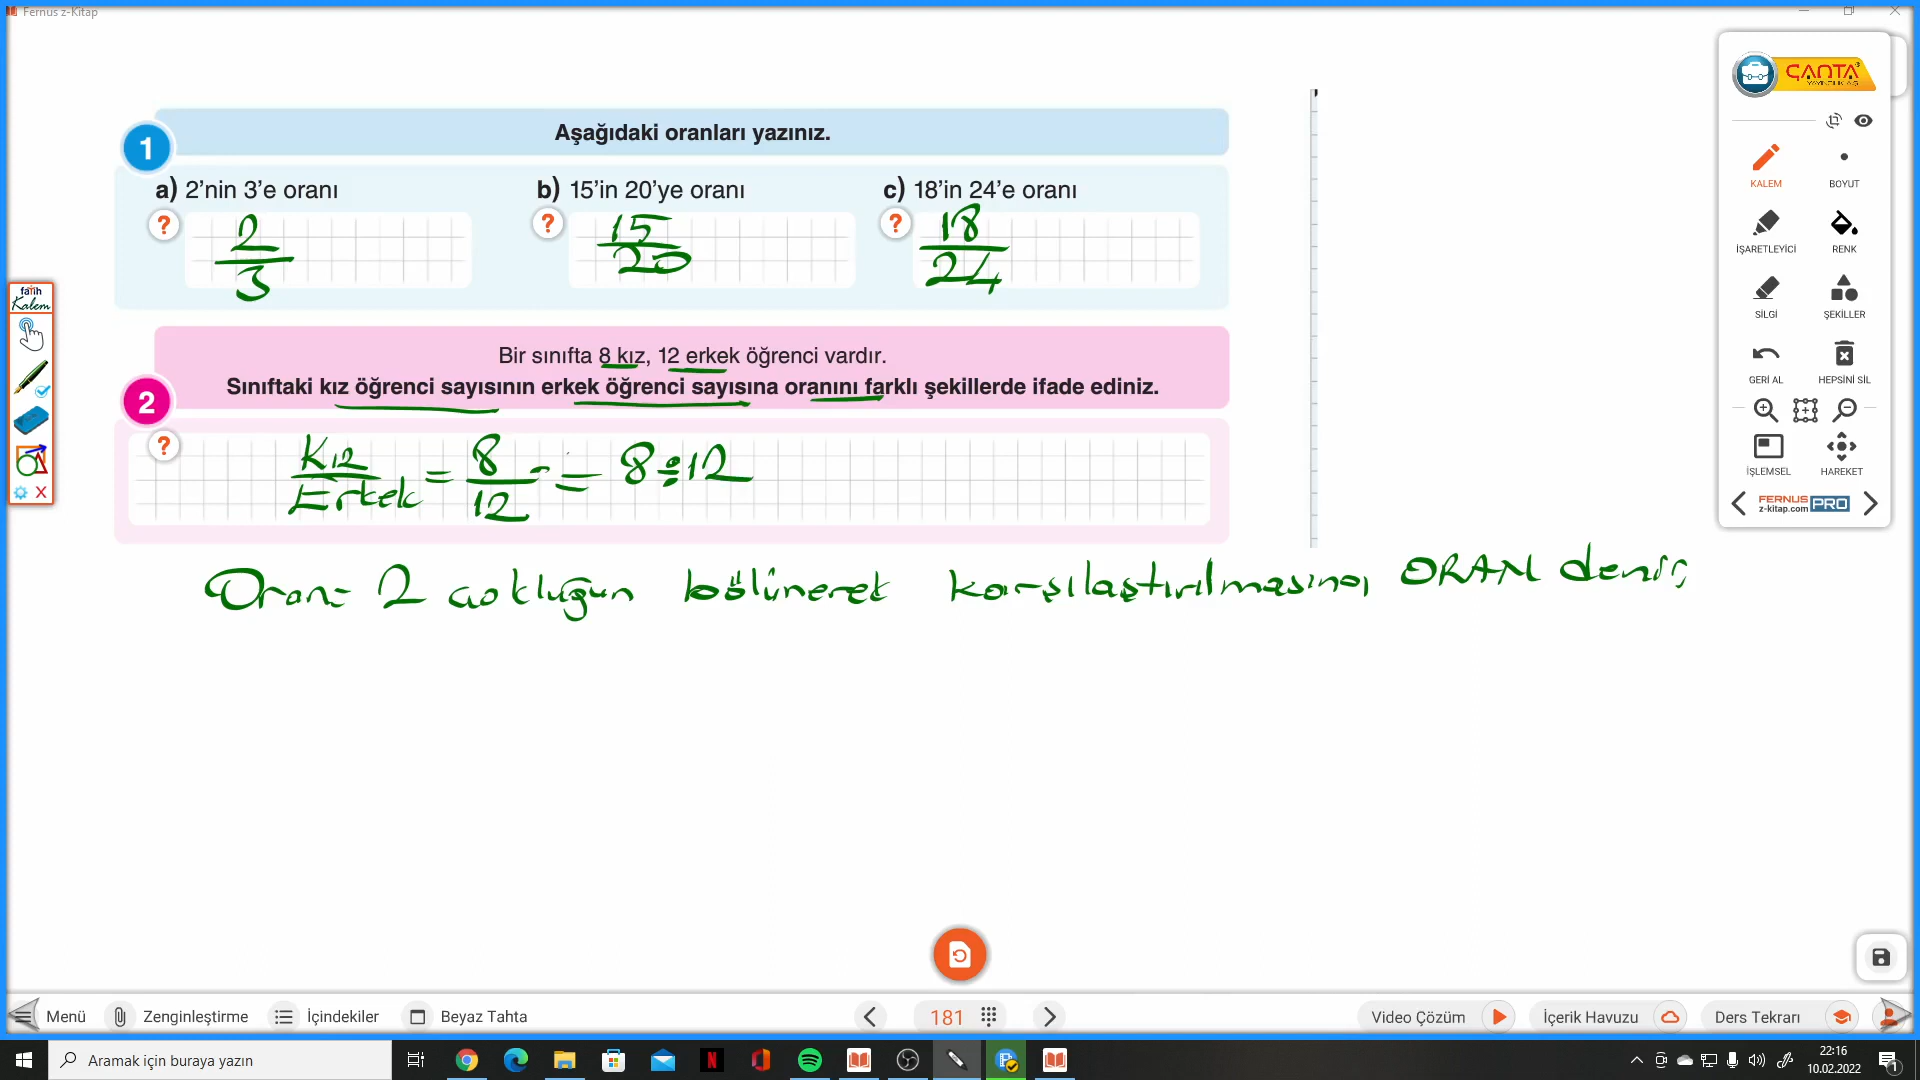 Fernus z-Kitap
1
Aşağıdaki oranları yazınız.
a) 2'nin 3'e oranı
b) 15'in 20'ye oranı
c) 18'in 24'e oranı
?
2/3
?
15/20
?
18/24
2
Bir sınıfta 8 kız, 12 erkek öğrenci vardır.
Sınıftaki kız öğrenci sayısının erkek öğrenci sayısına oranını farklı şekillerde ifade ediniz.
?
Kız/Erkek = 8/12 = 8÷12
Oran= 2 çokluğun bölünerek karşılaştırılmasına, ORAN denir
fatih
Kalem
ÇANTA
KALEM
BOYUT
İŞARETLEYİCİ
RENK
SİLGİ
ŞEKİLLER
GERİ AL
HEPSİNİ SİL
İŞLEMSEL
HAREKET
FERNUS
z-kitap.com PRO
Menü
Zenginleştirme
İçindekiler
Beyaz Tahta
181
Video Çözüm
İçerik Havuzu
Ders Tekrarı
Aramak için buraya yazın
22:16
10.02.2022
1